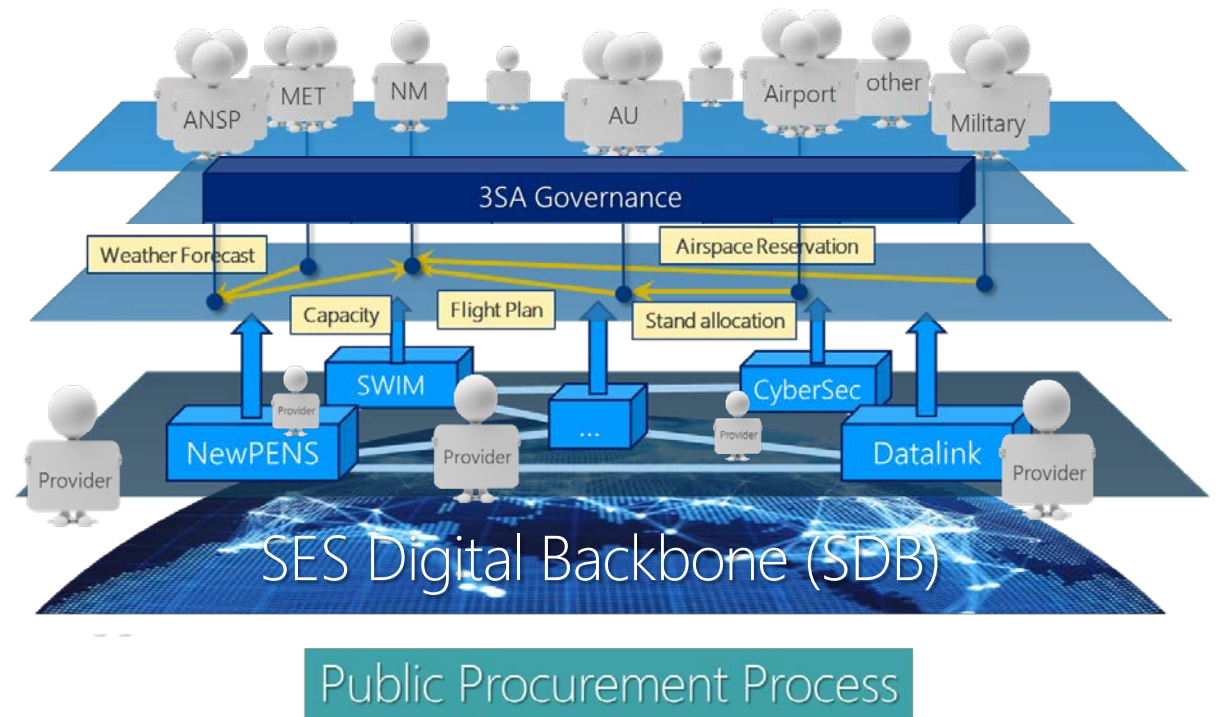 ANSP
MET
NM
AU
Airport
other
Military
3SA Governance
Weather Forecast
Airspace Reservation
Capacity
Flight Plan
Stand allocation
SWIM
CyberSec
...
Provider
Provider
Provider
Provider
Provider
NewPENS
Datalink
SES Digital Backbone (SDB)
Public Procurement Process